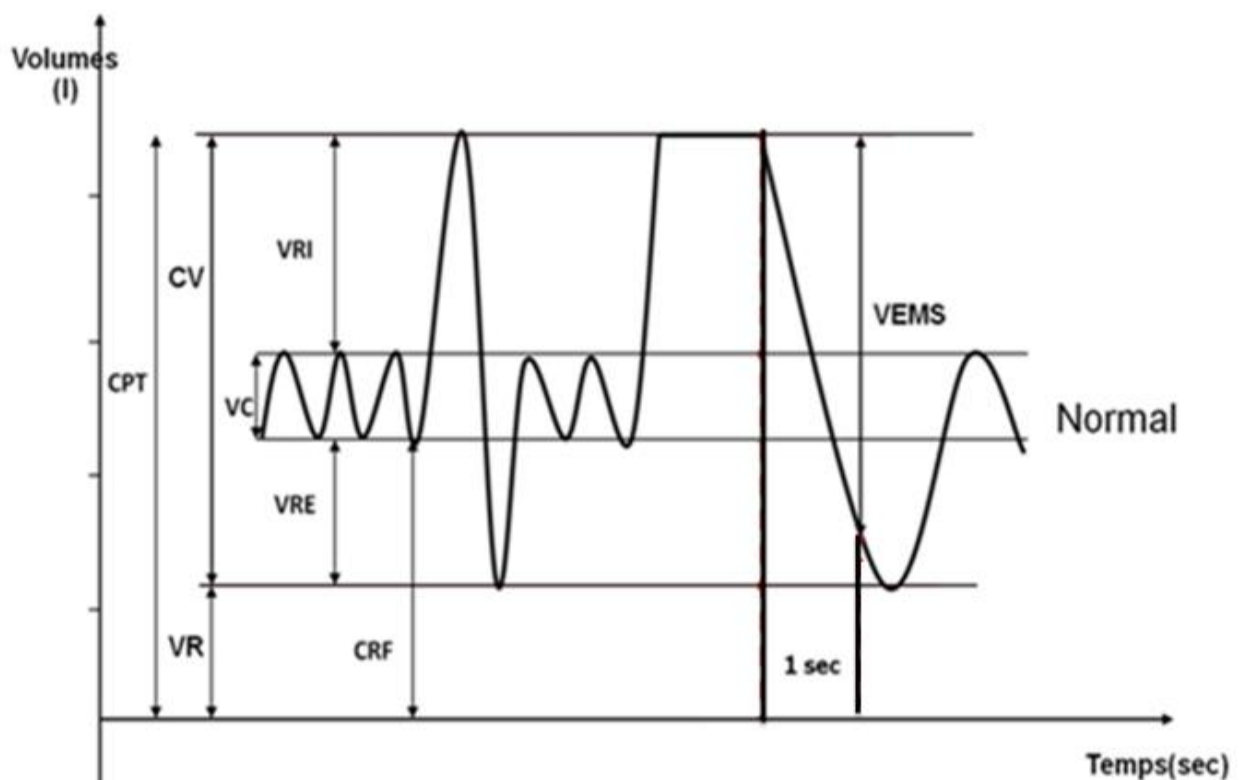 Volumes
(l)
VRI
CV
VEMS
CPT
VC
Normal
VRE
VR
CRF
1 sec
Temps(sec)